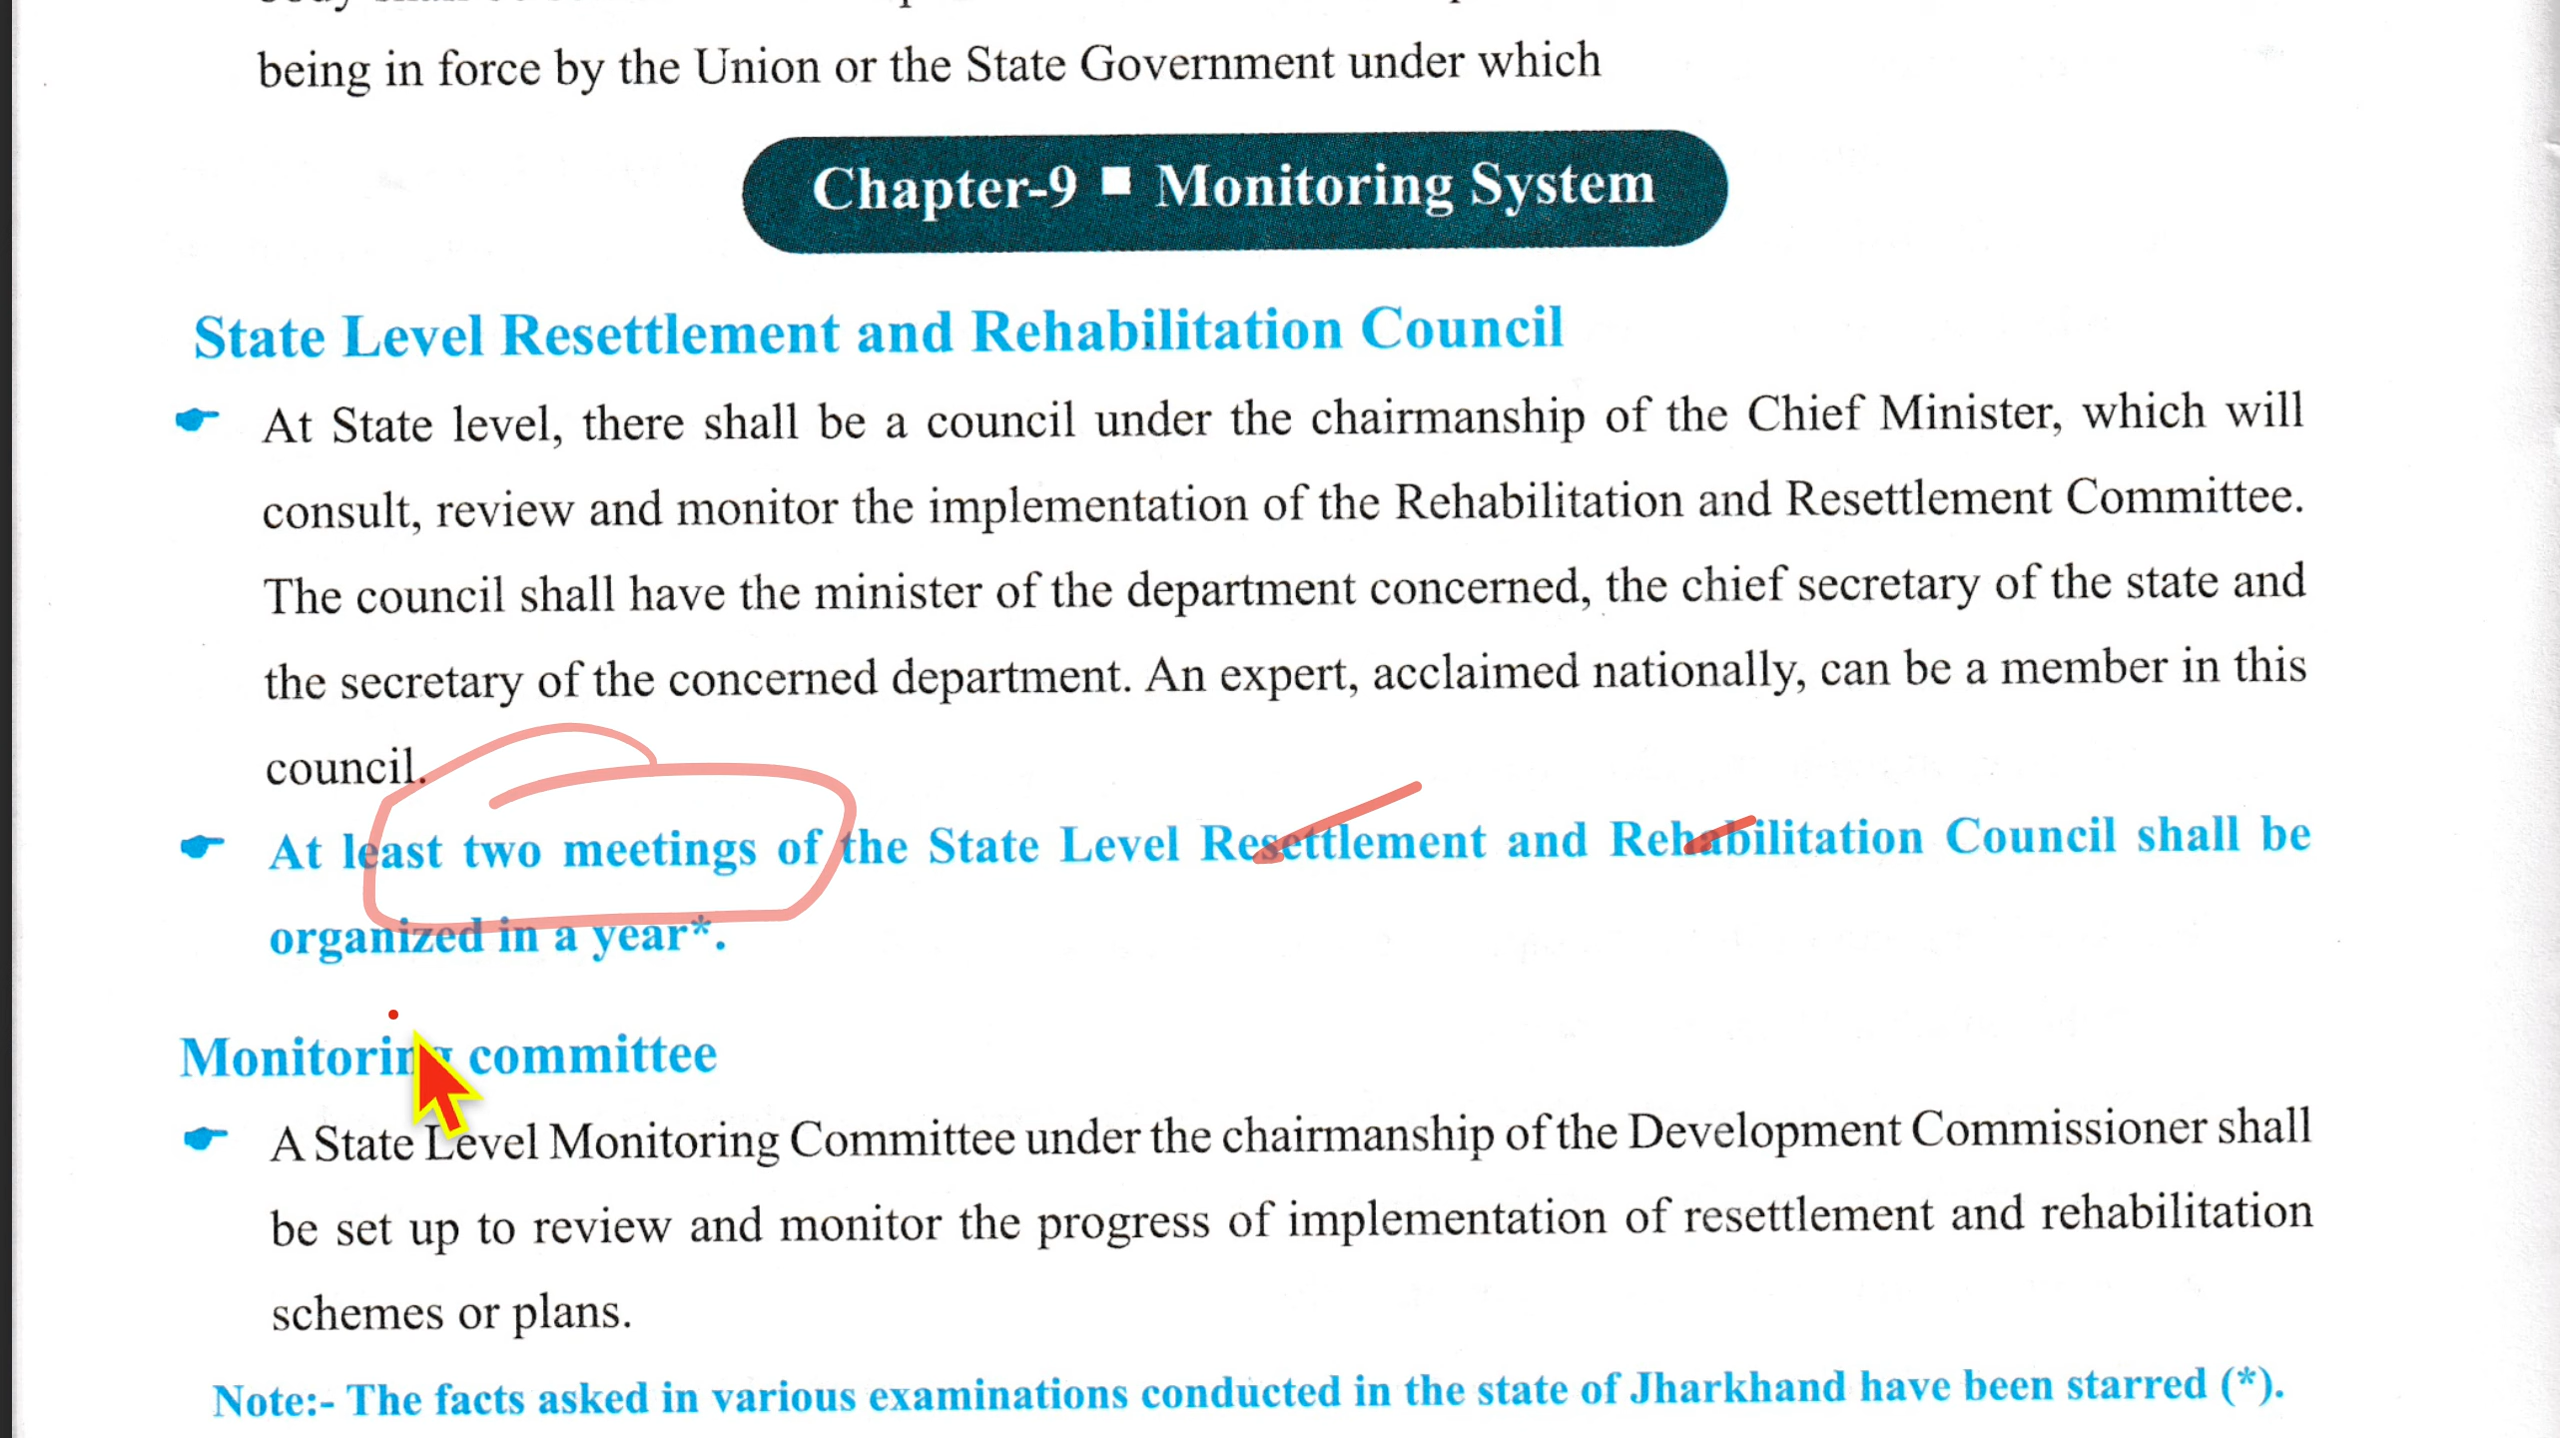 being in force by the Union or the State Government under which
Chapter-9 ■ Monitoring System
State Level Resettlement and Rehabilitation Council
At State level, there shall be a council under the chairmanship of the Chief Minister, which will
consult, review and monitor the implementation of the Rehabilitation and Resettlement Committee.
The council shall have the minister of the department concerned, the chief secretary of the state and
the secretary of the concerned department. An expert, acclaimed nationally, can be a member in this
council.
At least two meetings of the State Level Resettlement and Rehabilitation Council shall be
organized in a year*.
Monitoring committee
A State Level Monitoring Committee under the chairmanship of the Development Commissioner shall
be set up to review and monitor the progress of implementation of resettlement and rehabilitation
schemes or plans.
Note:- The facts asked in various examinations conducted in the state of Jharkhand have been starred (*).